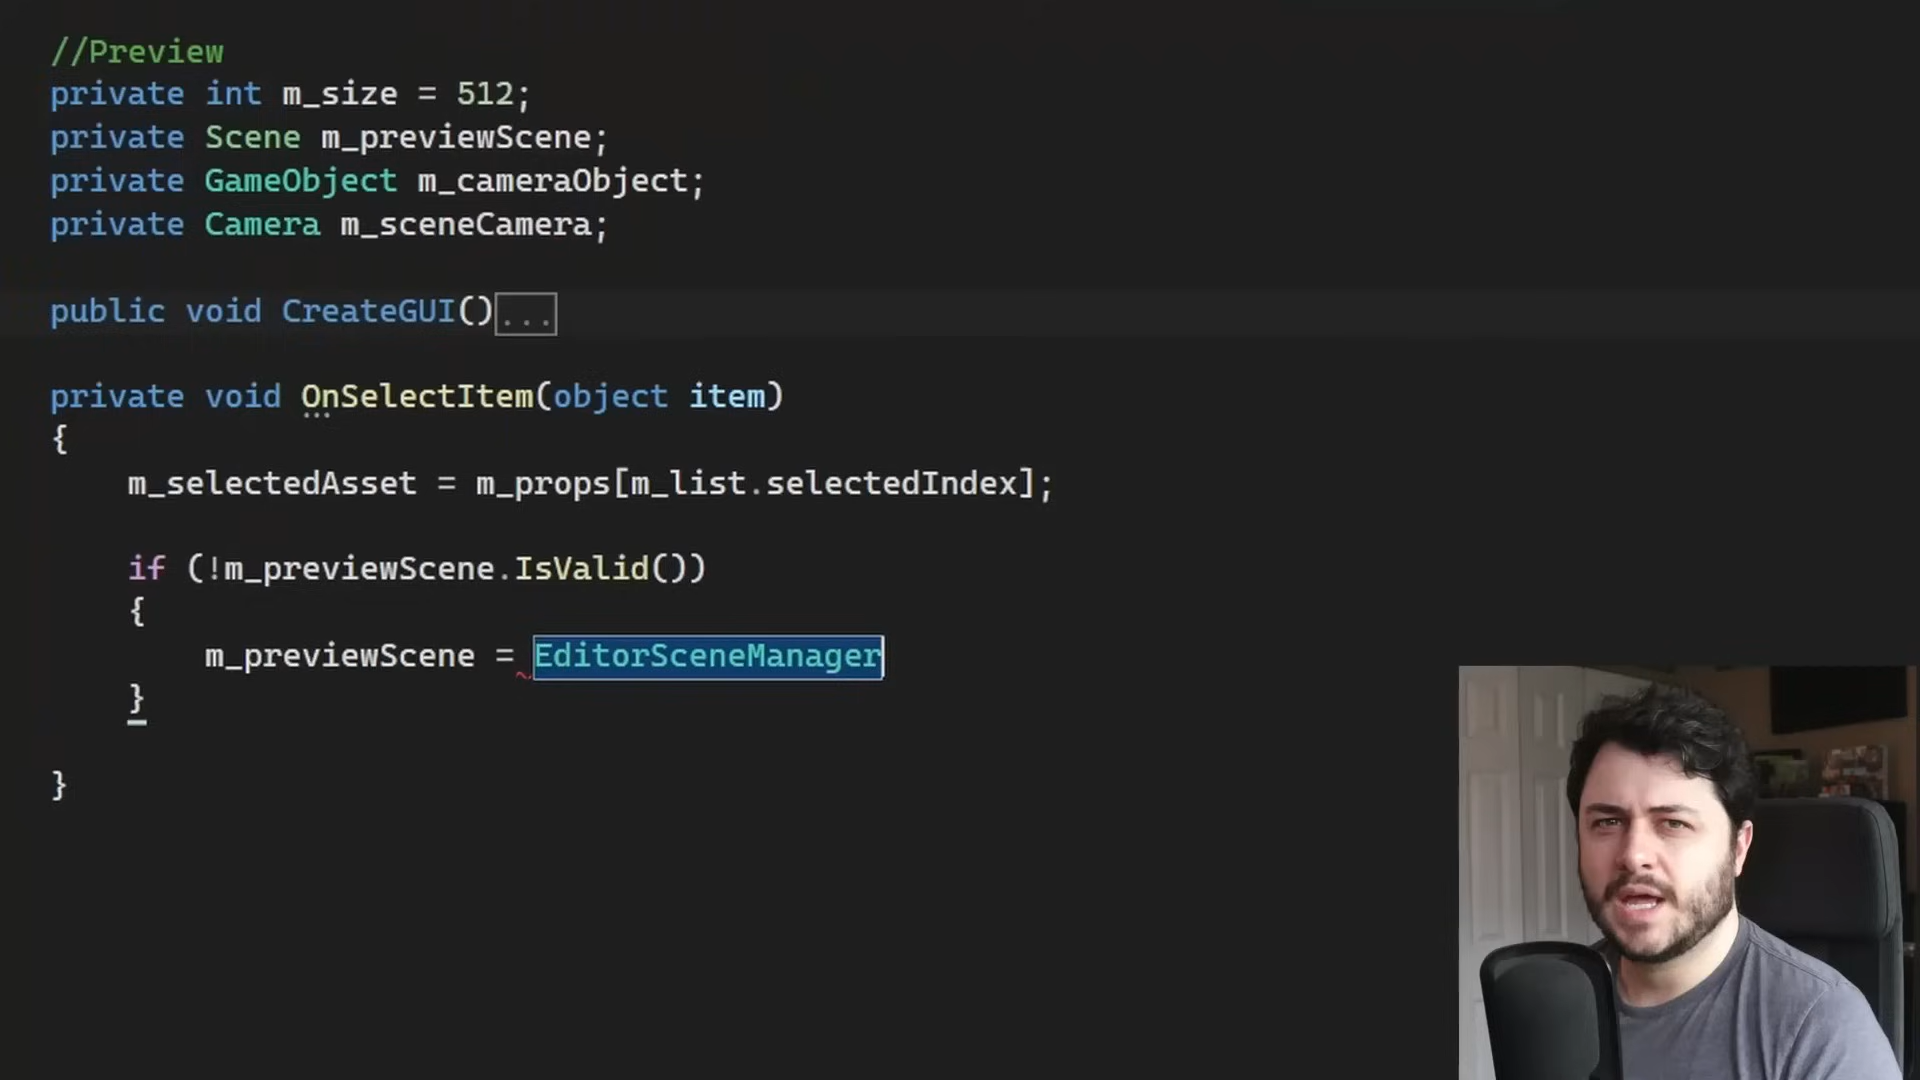 //Preview
private int m_size = 512;
private Scene m_previewScene;
private GameObject m_cameraObject;
private Camera m_sceneCamera;
public void CreateGUI()...
private void OnSelectItem(object item)
{
m_selectedAsset = m_props[m_list.selectedIndex];
if (!m_previewScene.IsValid())
{
m_previewScene = EditorSceneManager
}
}